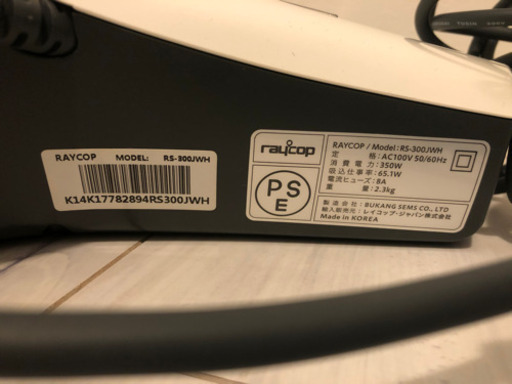 RAYCOP MODEL: RS-300JWH
K14K17782894RS300JWH
raycop
PSE
RAYCOP / Model: RS-300JWH
定格: AC100V 50/60Hz
消費電力: 350W
吸込仕事率: 65.1W
電流ヒューズ: 8A
重量: 2.3kg
製造会社: BUKANG SEMS CO., LTD
輸入販売元: レイコップ・ジャパン株式会社
Made in KOREA